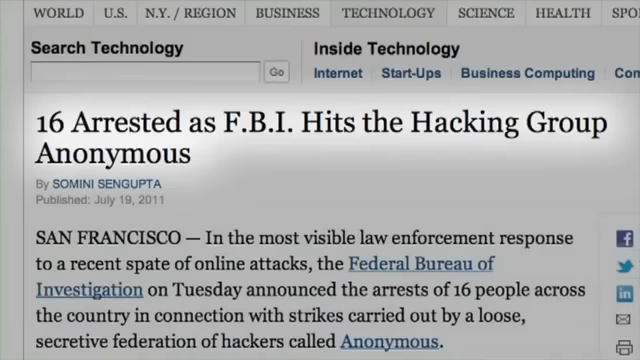 WORLD U.S. N.Y. / REGION BUSINESS TECHNOLOGY SCIENCE HEALTH SPO
Search Technology
Go
Inside Technology
Internet Start-Ups Business Computing Com
16 Arrested as F.B.I. Hits the Hacking Group
Anonymous
By SOMINI SENGUPTA
Published: July 19, 2011
SAN FRANCISCO — In the most visible law enforcement response
to a recent spate of online attacks, the Federal Bureau of
Investigation on Tuesday announced the arrests of 16 people across
the country in connection with strikes carried out by a loose,
secretive federation of hackers called Anonymous.